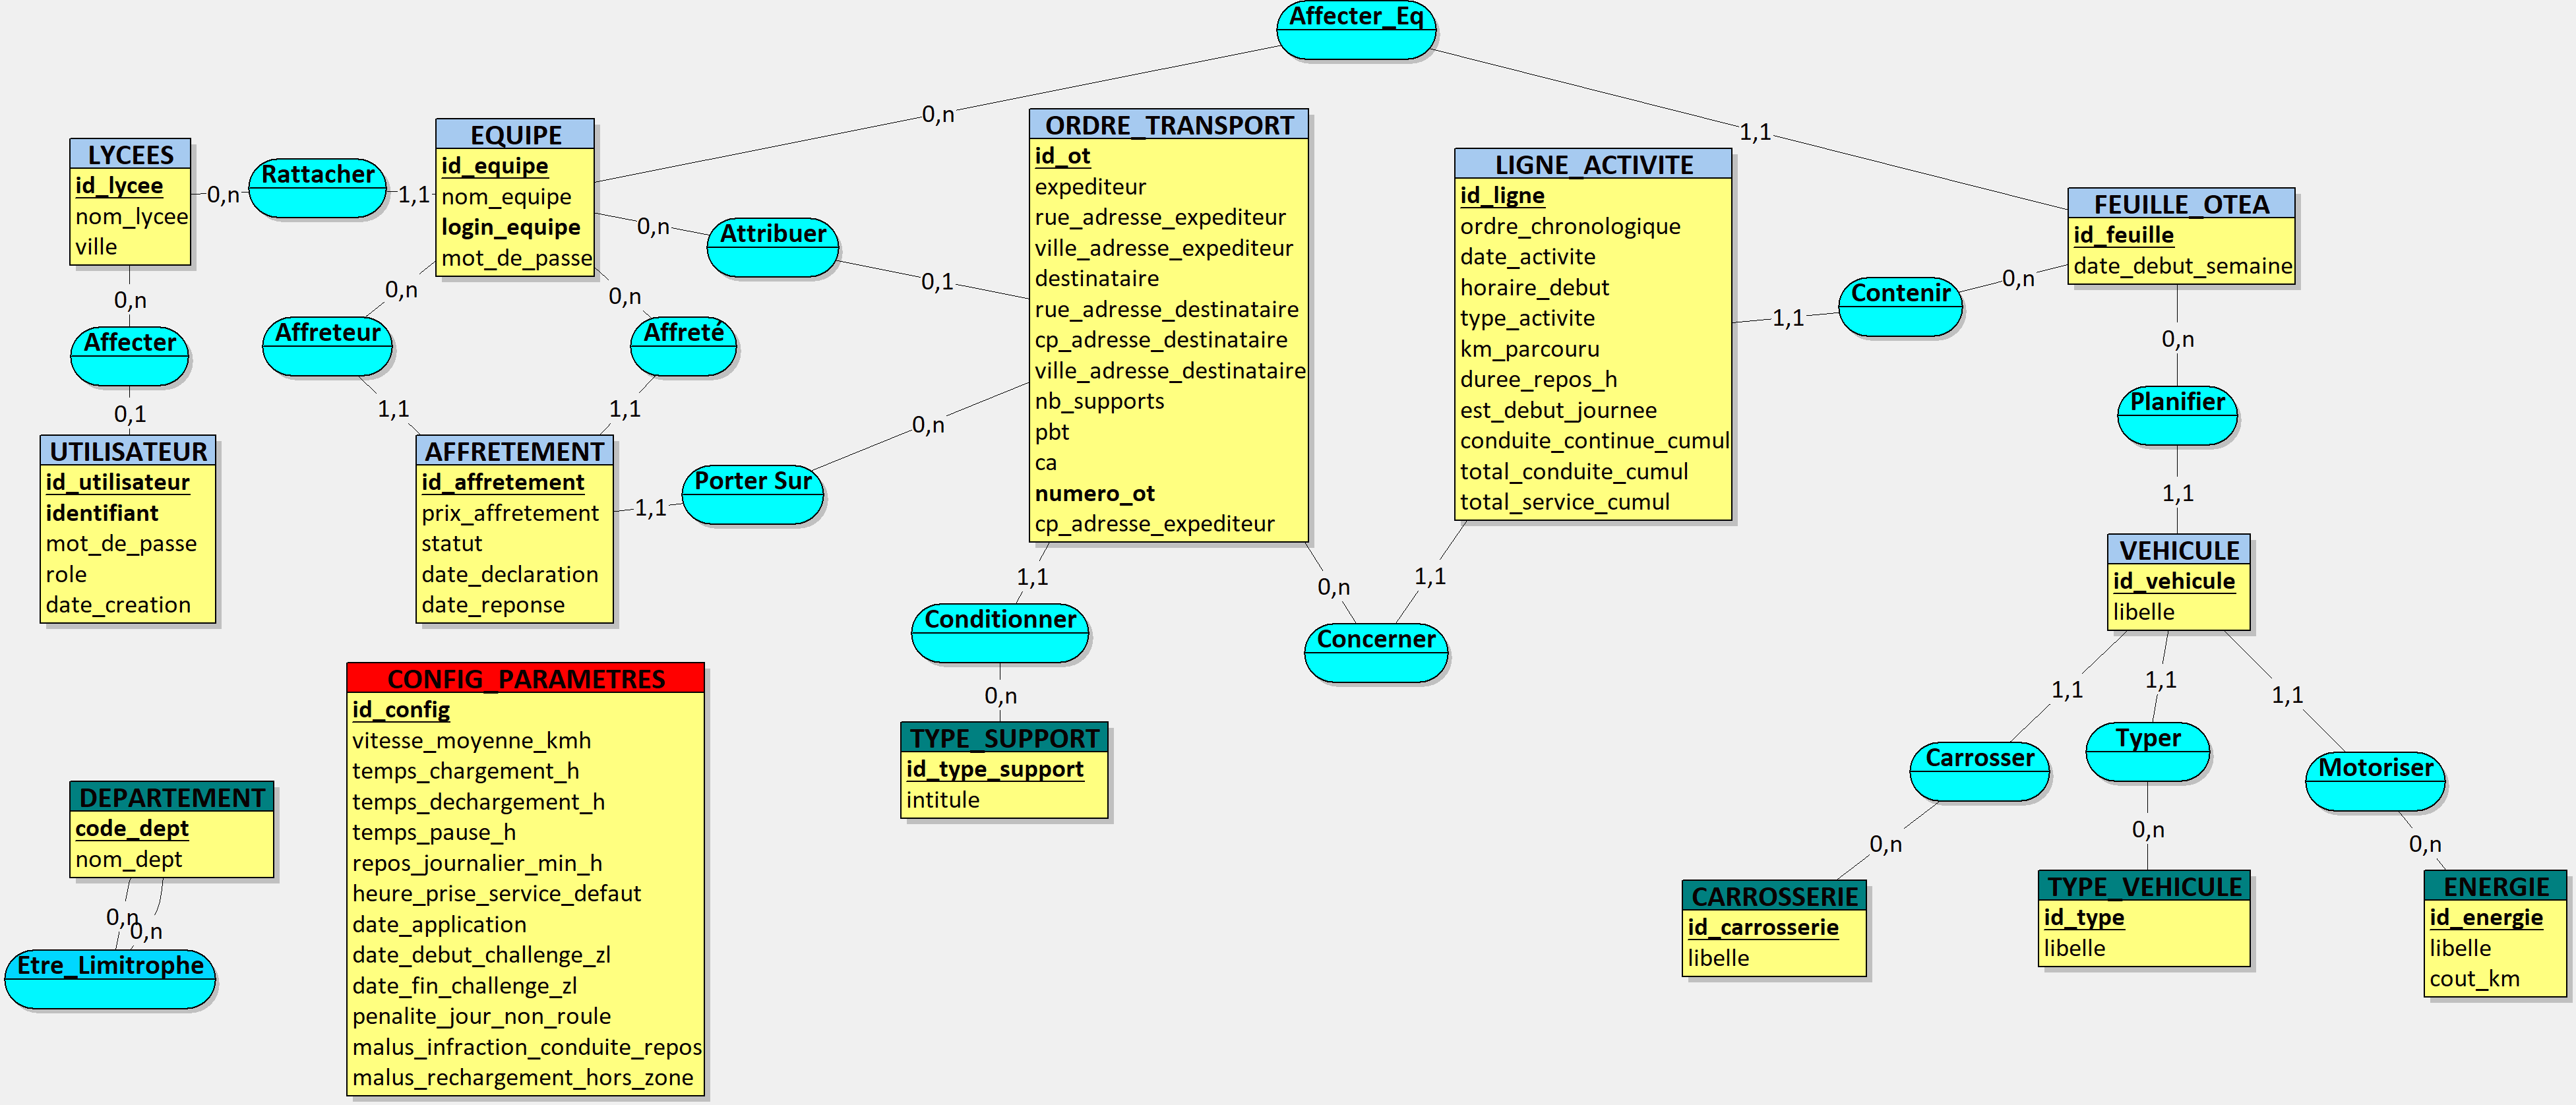 Affecter_Eq
0,n
1,1
LYCEES
id_lycee
nom_lycee
ville
0,n
Rattacher
1,1
EQUIPE
id_equipe
nom_equipe
login_equipe
mot_de_passe
0,n
Attribuer
0,1
ORDRE_TRANSPORT
id_ot
expediteur
rue_adresse_expediteur
ville_adresse_expediteur
destinataire
rue_adresse_destinataire
cp_adresse_destinataire
ville_adresse_destinataire
nb_supports
pbt
ca
numero_ot
cp_adresse_expediteur
LIGNE_ACTIVITE
id_ligne
ordre_chronologique
date_activite
horaire_debut
type_activite
km_parcouru
duree_repos_h
est_debut_journee
conduite_continue_cumul
total_conduite_cumul
total_service_cumul
1,1
Contenir
0,n
FEUILLE_OTEA
id_feuille
date_debut_semaine
0,n
Planifier
1,1
0,n
Affecter
0,1
0,n
Affreteur
1,1
0,n
Affreté
1,1
UTILISATEUR
id_utilisateur
identifiant
mot_de_passe
role
date_creation
AFFRETEMENT
id_affretement
prix_affretement
statut
date_declaration
date_reponse
1,1
Porter Sur
0,n
1,1
Conditionner
0,n
0,n
Concerner
1,1
VEHICULE
id_vehicule
libelle
1,1
Carrosser
0,n
1,1
Typer
0,n
1,1
Motoriser
0,n
CONFIG_PARAMETRES
id_config
vitesse_moyenne_kmh
temps_chargement_h
temps_dechargement_h
temps_pause_h
repos_journalier_min_h
heure_prise_service_defaut
date_application
date_debut_challenge_zl
date_fin_challenge_zl
penalite_jour_non_roule
malus_infraction_conduite_repos
malus_rechargement_hors_zone
TYPE_SUPPORT
id_type_support
intitule
DEPARTEMENT
code_dept
nom_dept
0,n
0,n
Etre_Limitrophe
CARROSSERIE
id_carrosserie
libelle
TYPE_VEHICULE
id_type
libelle
ENERGIE
id_energie
libelle
cout_km